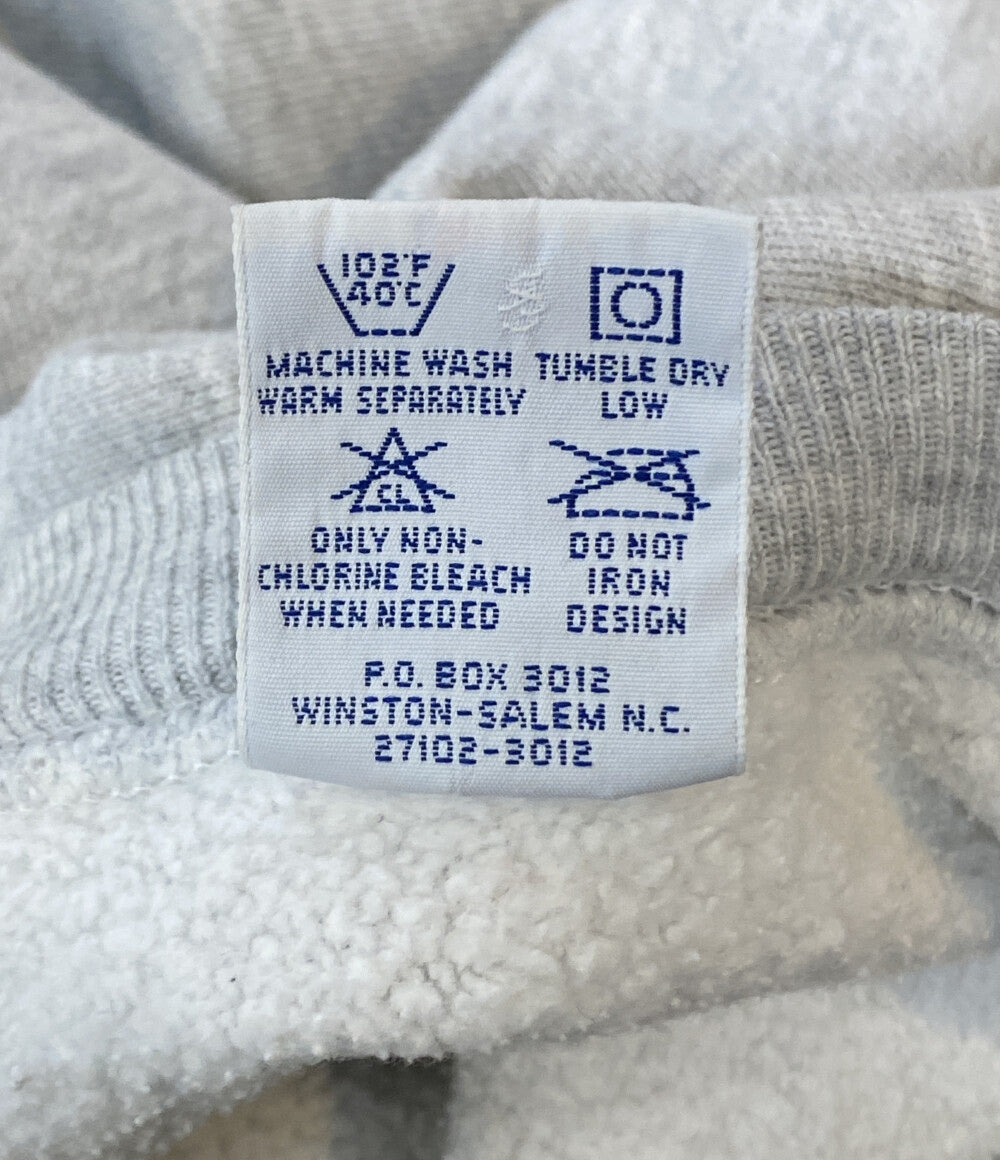 102°F
40°C
MACHINE WASH
WARM SEPARATELY
TUMBLE DRY
LOW
CL
ONLY NON-
CHLORINE BLEACH
WHEN NEEDED
DO NOT
IRON
DESIGN
P.O. BOX 3012
WINSTON-SALEM N.C.
27102-3012